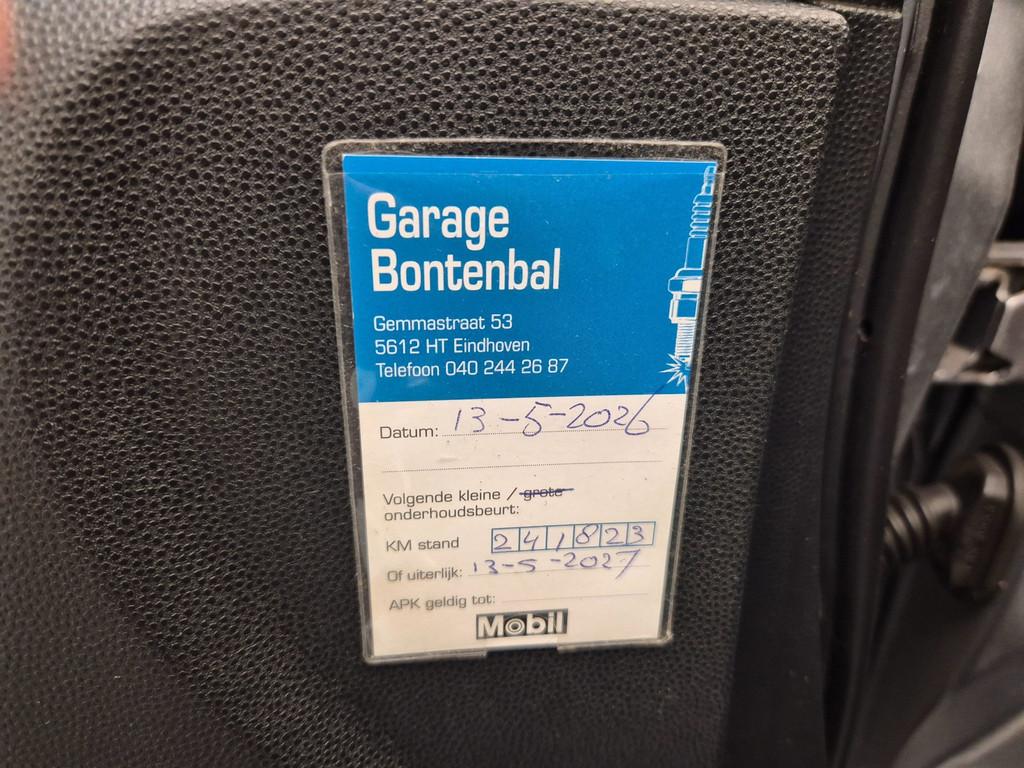 Garage
Bontenbal
Gemmastraat 53
5612 HT Eindhoven
Telefoon 040 244 26 87
Datum: 13-5-2026
Volgende kleine / grote
onderhoudsbeurt:
KM stand 241823
Of uiterlijk: 13-5-2027
APK geldig tot:
Mobil